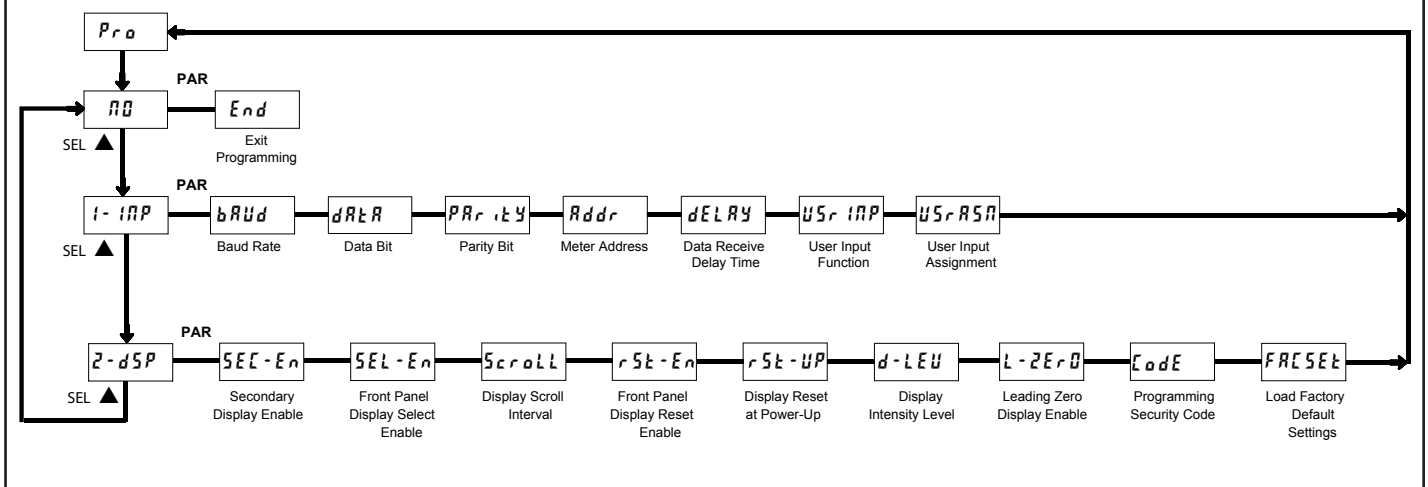 Pro
PAR
NO
End
SEL ▲
Exit
Programming
PAR
1-INP
bAUd
dAtA
PAritY
Addr
dELAY
USrINP
USrASN
SEL ▲
Baud Rate
Data Bit
Parity Bit
Meter Address
Data Receive
Delay Time
User Input
Function
User Input
Assignment
PAR
2-dSP
SEC-En
SEL-En
ScroLL
rSt-En
rSt-UP
d-LEV
L-ZErO
CodE
FACSEt
SEL ▲
Secondary
Display Enable
Front Panel
Display Select
Enable
Display Scroll
Interval
Front Panel
Display Reset
Enable
Display Reset
at Power-Up
Display
Intensity Level
Leading Zero
Display Enable
Programming
Security Code
Load Factory
Default
Settings